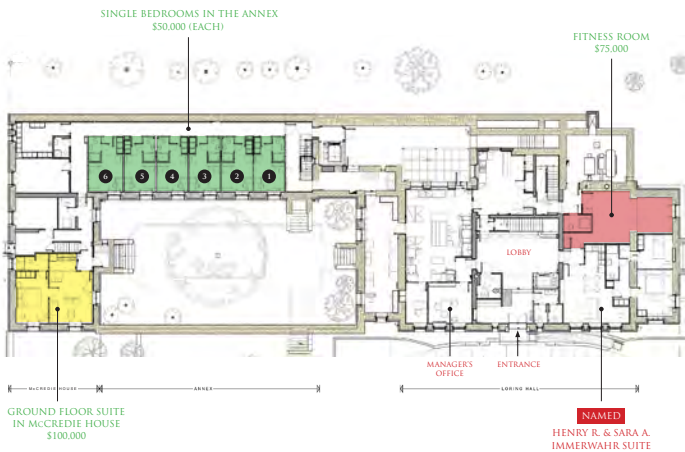 SINGLE BEDROOMS IN THE ANNEX
$50,000 (EACH)
FITNESS ROOM
$75,000
6
5
4
3
2
1
LOBBY
MANAGER'S
OFFICE
ENTRANCE
McCREDIE HOUSE
ANNEX
LORING HALL
GROUND FLOOR SUITE
IN McCREDIE HOUSE
$100,000
NAMED
HENRY R. & SARA A.
IMMERWAHR SUITE